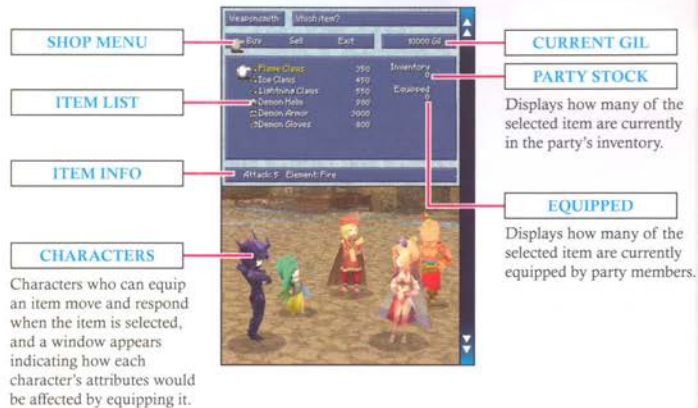 Weaponsmith Which item?
Buy Sell Exit 10000 Gil
Flame Claws 350
Ice Claws 450
Lightning Claws 550
Demon Helm 980
Demon Armor 3000
Demon Gloves 800
Inventory
0
Equipped
0
Attack: 5 Element: Fire
SHOP MENU
ITEM LIST
ITEM INFO
CHARACTERS
Characters who can equip
an item move and respond
when the item is selected,
and a window appears
indicating how each
character's attributes would
be affected by equipping it.
CURRENT GIL
PARTY STOCK
Displays how many of the
selected item are currently
in the party's inventory.
EQUIPPED
Displays how many of the
selected item are currently
equipped by party members.